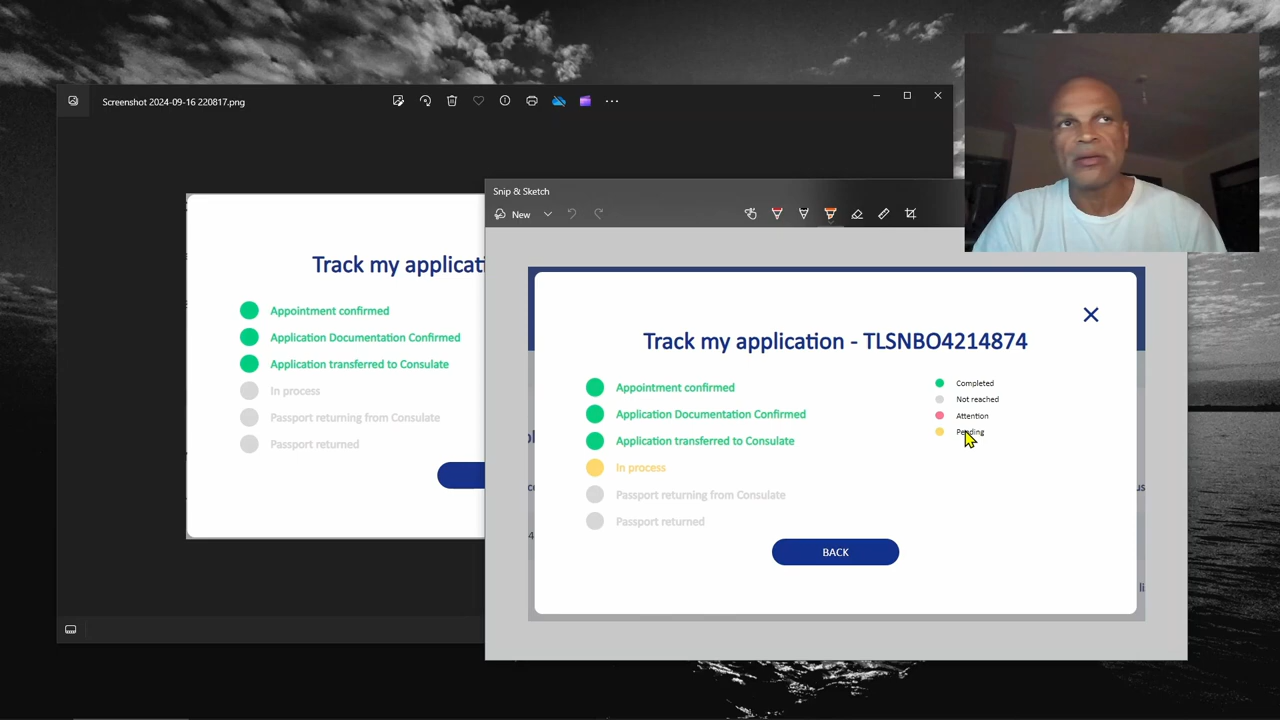 Screenshot 2024-09-16 220817.png
Track my applicati
Appointment confirmed
Application Documentation Confirmed
Application transferred to Consulate
In process
Passport returning from Consulate
Passport returned
Snip & Sketch
New
Track my application - TLSNBO4214874
Appointment confirmed
Application Documentation Confirmed
Application transferred to Consulate
In process
Passport returning from Consulate
Passport returned
Completed
Not reached
Attention
Pending
BACK